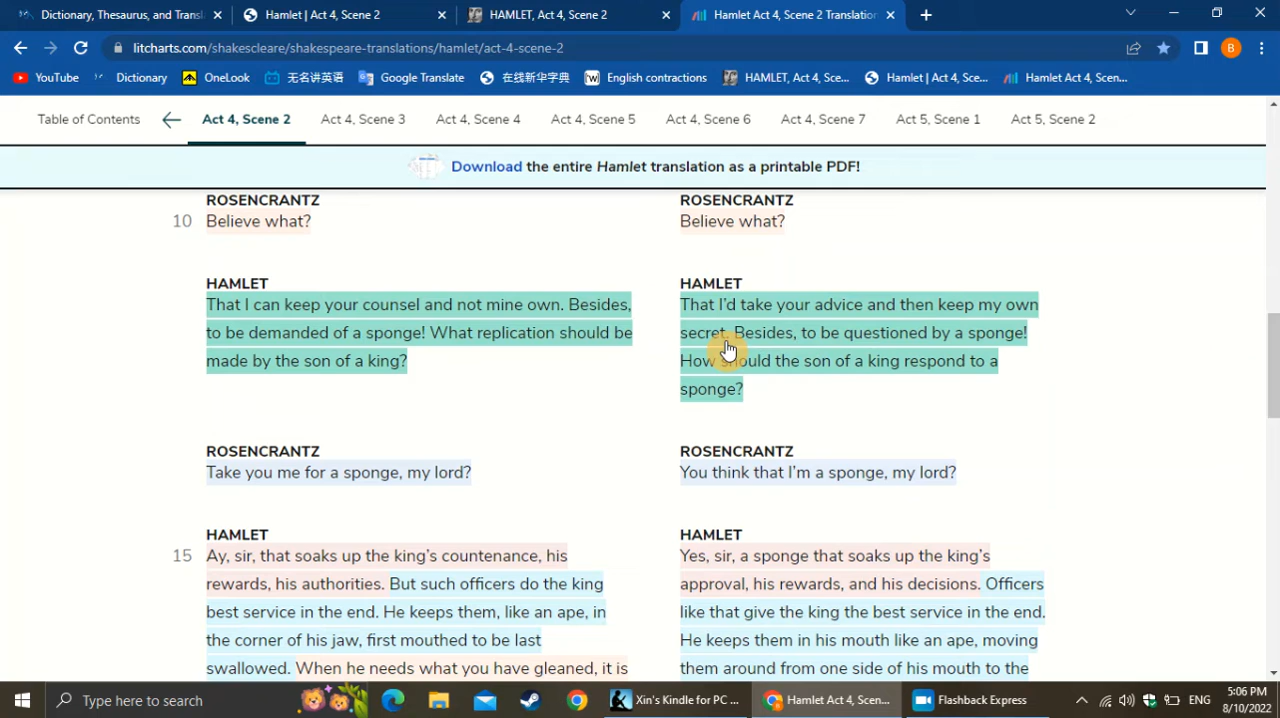 Dictionary, Thesaurus, and Trans
Hamlet | Act 4, Scene 2
HAMLET, Act 4, Scene 2
Hamlet Act 4, Scene 2 Translation
litcharts.com/shakescleare/shakespeare-translations/hamlet/act-4-scene-2
B
YouTube
Dictionary
OneLook
无名讲英语
Google Translate
在线新华字典
English contractions
HAMLET, Act 4, Sce...
Hamlet | Act 4, Sce...
Hamlet Act 4, Scen...
Table of Contents
Act 4, Scene 2
Act 4, Scene 3
Act 4, Scene 4
Act 4, Scene 5
Act 4, Scene 6
Act 4, Scene 7
Act 5, Scene 1
Act 5, Scene 2
Download the entire Hamlet translation as a printable PDF!
ROSENCRANTZ
10 Believe what?
HAMLET
That I can keep your counsel and not mine own. Besides,
to be demanded of a sponge! What replication should be
made by the son of a king?
ROSENCRANTZ
Take you me for a sponge, my lord?
HAMLET
15 Ay, sir, that soaks up the king's countenance, his
rewards, his authorities. But such officers do the king
best service in the end. He keeps them, like an ape, in
the corner of his jaw, first mouthed to be last
swallowed. When he needs what you have gleaned, it is
ROSENCRANTZ
Believe what?
HAMLET
That I'd take your advice and then keep my own
secret. Besides, to be questioned by a sponge!
How should the son of a king respond to a
sponge?
ROSENCRANTZ
You think that I'm a sponge, my lord?
HAMLET
Yes, sir, a sponge that soaks up the king's
approval, his rewards, and his decisions. Officers
like that give the king the best service in the end.
He keeps them in his mouth like an ape, moving
them around from one side of his mouth to the
Type here to search
Xin's Kindle for PC ...
Hamlet Act 4, Scen...
Flashback Express
ENG
5:06 PM
8/10/2022